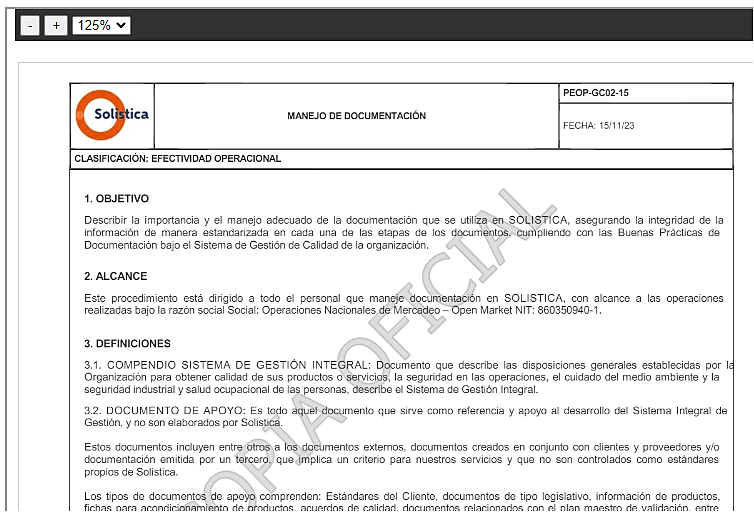 - + 125%
Solistica
MANEJO DE DOCUMENTACIÓN
PEOP-GC02-15
FECHA: 15/11/23
CLASIFICACIÓN: EFECTIVIDAD OPERACIONAL
1. OBJETIVO
Describir la importancia y el manejo adecuado de la documentación que se utiliza en SOLISTICA, asegurando la integridad de la
información de manera estandarizada en cada una de las etapas de los documentos, cumpliendo con las Buenas Prácticas de
Documentación bajo el Sistema de Gestión de Calidad de la organización.
2. ALCANCE
Este procedimiento está dirigido a todo el personal que maneje documentación en SOLISTICA, con alcance a las operaciones
realizadas bajo la razón social Social: Operaciones Nacionales de Mercadeo – Open Market NIT: 860350940-1.
3. DEFINICIONES
3.1. COMPENDIO SISTEMA DE GESTIÓN INTEGRAL: Documento que describe las disposiciones generales establecidas por la
Organización para obtener calidad de sus productos o servicios, la seguridad en las operaciones, el cuidado del medio ambiente y la
seguridad industrial y salud ocupacional de las personas, describe el Sistema de Gestión Integral.
3.2. DOCUMENTO DE APOYO: Es todo aquel documento que sirve como referencia y apoyo al desarrollo del Sistema Integral de
Gestión, y no son elaborados por Solistica.
Estos documentos incluyen entre otros a los documentos externos, documentos creados en conjunto con clientes y proveedores y/o
documentación emitida por un tercero, que implica un criterio para nuestros servicios y que no son controlados como estándares
propios de Solistica.
Los tipos de documentos de apoyo comprenden: Estándares del Cliente, documentos de tipo legislativo, información de productos,
fichas para acondicionamiento de productos, acuerdos de calidad, documentos relacionados con el plan maestro de validación, entre
COPIA OFICIAL